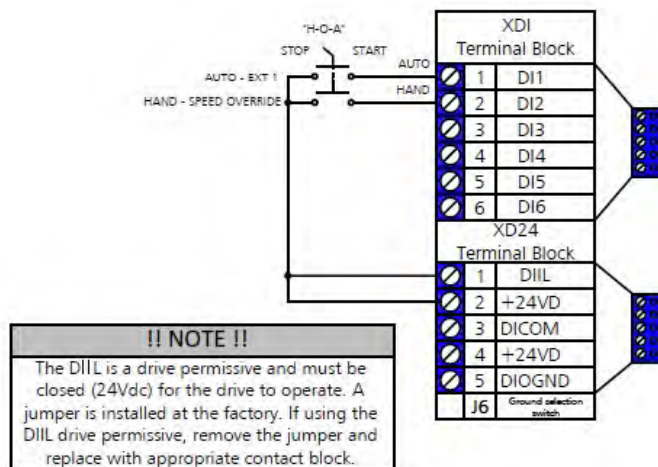 "H-O-A"
STOP START
AUTO
AUTO - EXT 1
HAND
HAND - SPEED OVERRIDE
XDI
Terminal Block
1 DI1
2 DI2
3 DI3
4 DI4
5 DI5
6 DI6
XD24
Terminal Block
1 DIIL
2 +24VD
3 DICOM
4 +24VD
5 DIOGND
J6 Ground selection switch
!! NOTE !!
The DIIL is a drive permissive and must be
closed (24Vdc) for the drive to operate. A
jumper is installed at the factory. If using the
DIIL drive permissive, remove the jumper and
replace with appropriate contact block.